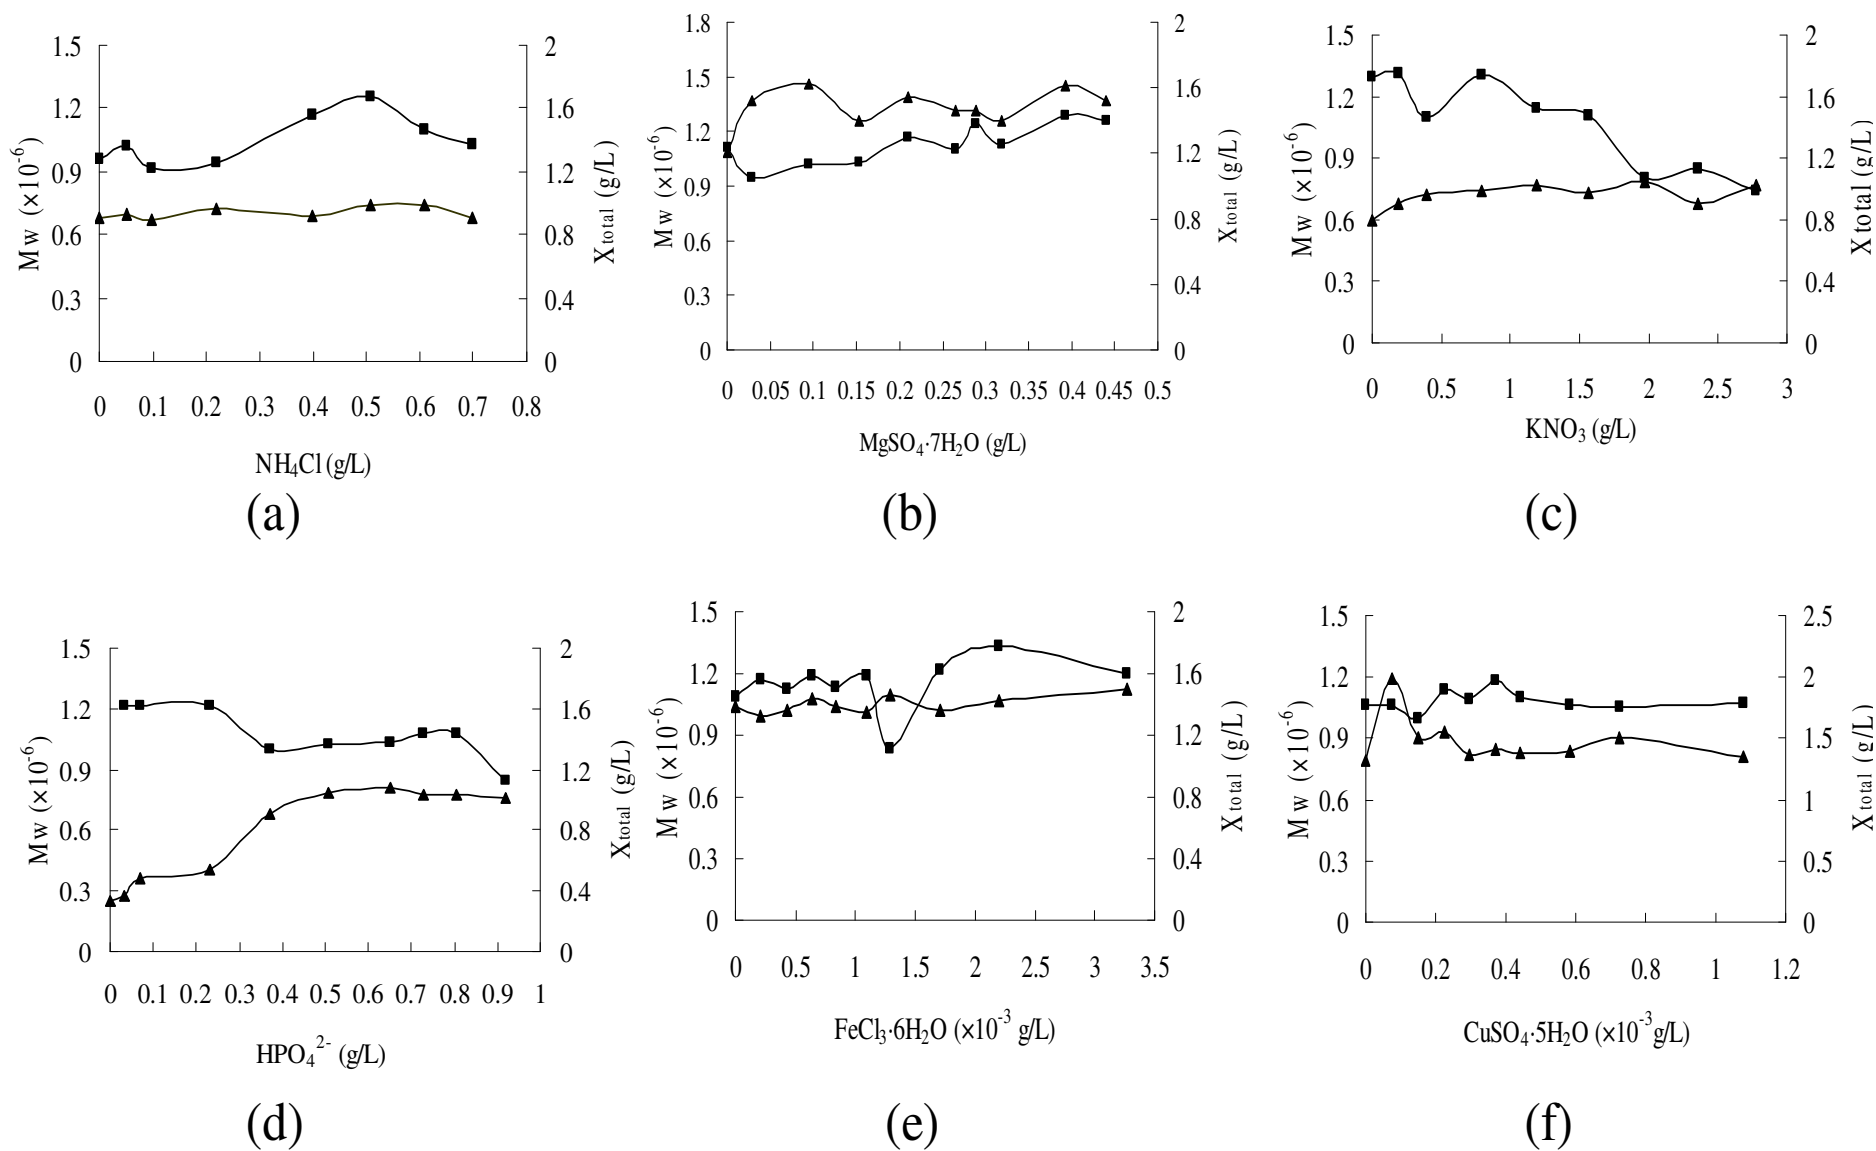 1.5
1.2
0.9
0.6
0.3
0
2
1.6
1.2
0.8
0.4
0
Mw (×10⁻⁶)
Xtotal (g/L)
0 0.1 0.2 0.3 0.4 0.5 0.6 0.7 0.8
NH₄Cl (g/L)
(a)
1.8
1.5
1.2
0.9
0.6
0.3
0
2
1.6
1.2
0.8
0.4
0
Mw (×10⁻⁶)
Xtotal (g/L)
0 0.05 0.1 0.15 0.2 0.25 0.3 0.35 0.4 0.45 0.5
MgSO₄·7H₂O (g/L)
(b)
1.5
1.2
0.9
0.6
0.3
0
2
1.6
1.2
0.8
0.4
0
Mw (×10⁻⁶)
Xtotal (g/L)
0 0.5 1 1.5 2 2.5 3
KNO₃ (g/L)
(c)
1.5
1.2
0.9
0.6
0.3
0
2
1.6
1.2
0.8
0.4
0
Mw (×10⁻⁶)
Xtotal (g/L)
0 0.1 0.2 0.3 0.4 0.5 0.6 0.7 0.8 0.9 1
HPO₄²⁻ (g/L)
(d)
1.5
1.2
0.9
0.6
0.3
0
2
1.6
1.2
0.8
0.4
0
Mw (×10⁻⁶)
Xtotal (g/L)
0 0.5 1 1.5 2 2.5 3 3.5
FeCl₃·6H₂O (×10⁻³ g/L)
(e)
1.5
1.2
0.9
0.6
0.3
0
2.5
2
1.5
1
0.5
0
Mw (×10⁻⁶)
Xtotal (g/L)
0 0.2 0.4 0.6 0.8 1 1.2
CuSO₄·5H₂O (×10⁻³g/L)
(f)